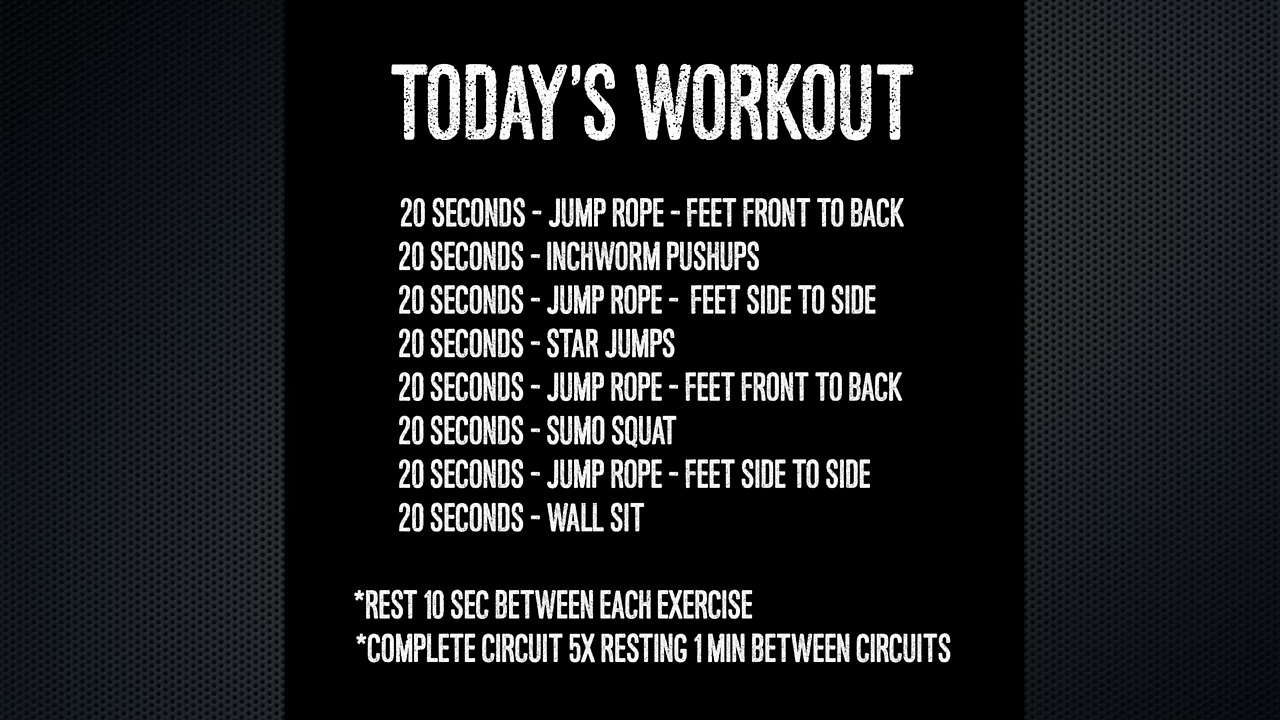 TODAY'S WORKOUT
20 SECONDS - JUMP ROPE - FEET FRONT TO BACK
20 SECONDS - INCHWORM PUSHUPS
20 SECONDS - JUMP ROPE - FEET SIDE TO SIDE
20 SECONDS - STAR JUMPS
20 SECONDS - JUMP ROPE - FEET FRONT TO BACK
20 SECONDS - SUMO SQUAT
20 SECONDS - JUMP ROPE - FEET SIDE TO SIDE
20 SECONDS - WALL SIT
*REST 10 SEC BETWEEN EACH EXERCISE
*COMPLETE CIRCUIT 5X RESTING 1 MIN BETWEEN CIRCUITS